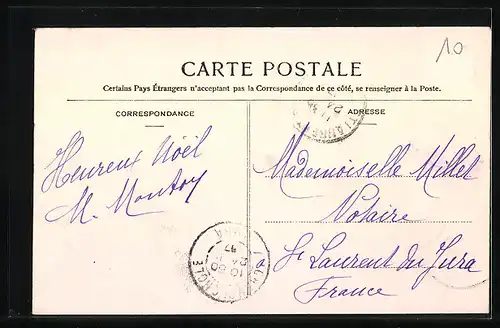 10
CARTE POSTALE
Certains Pays Étrangers n'acceptant pas la Correspondance de ce côté, se renseigner à la Poste.
CORRESPONDANCE
ADRESSE
Heureux Noël
M.
Mademoiselle Millet
Notaire
St Laurent du Jura
France